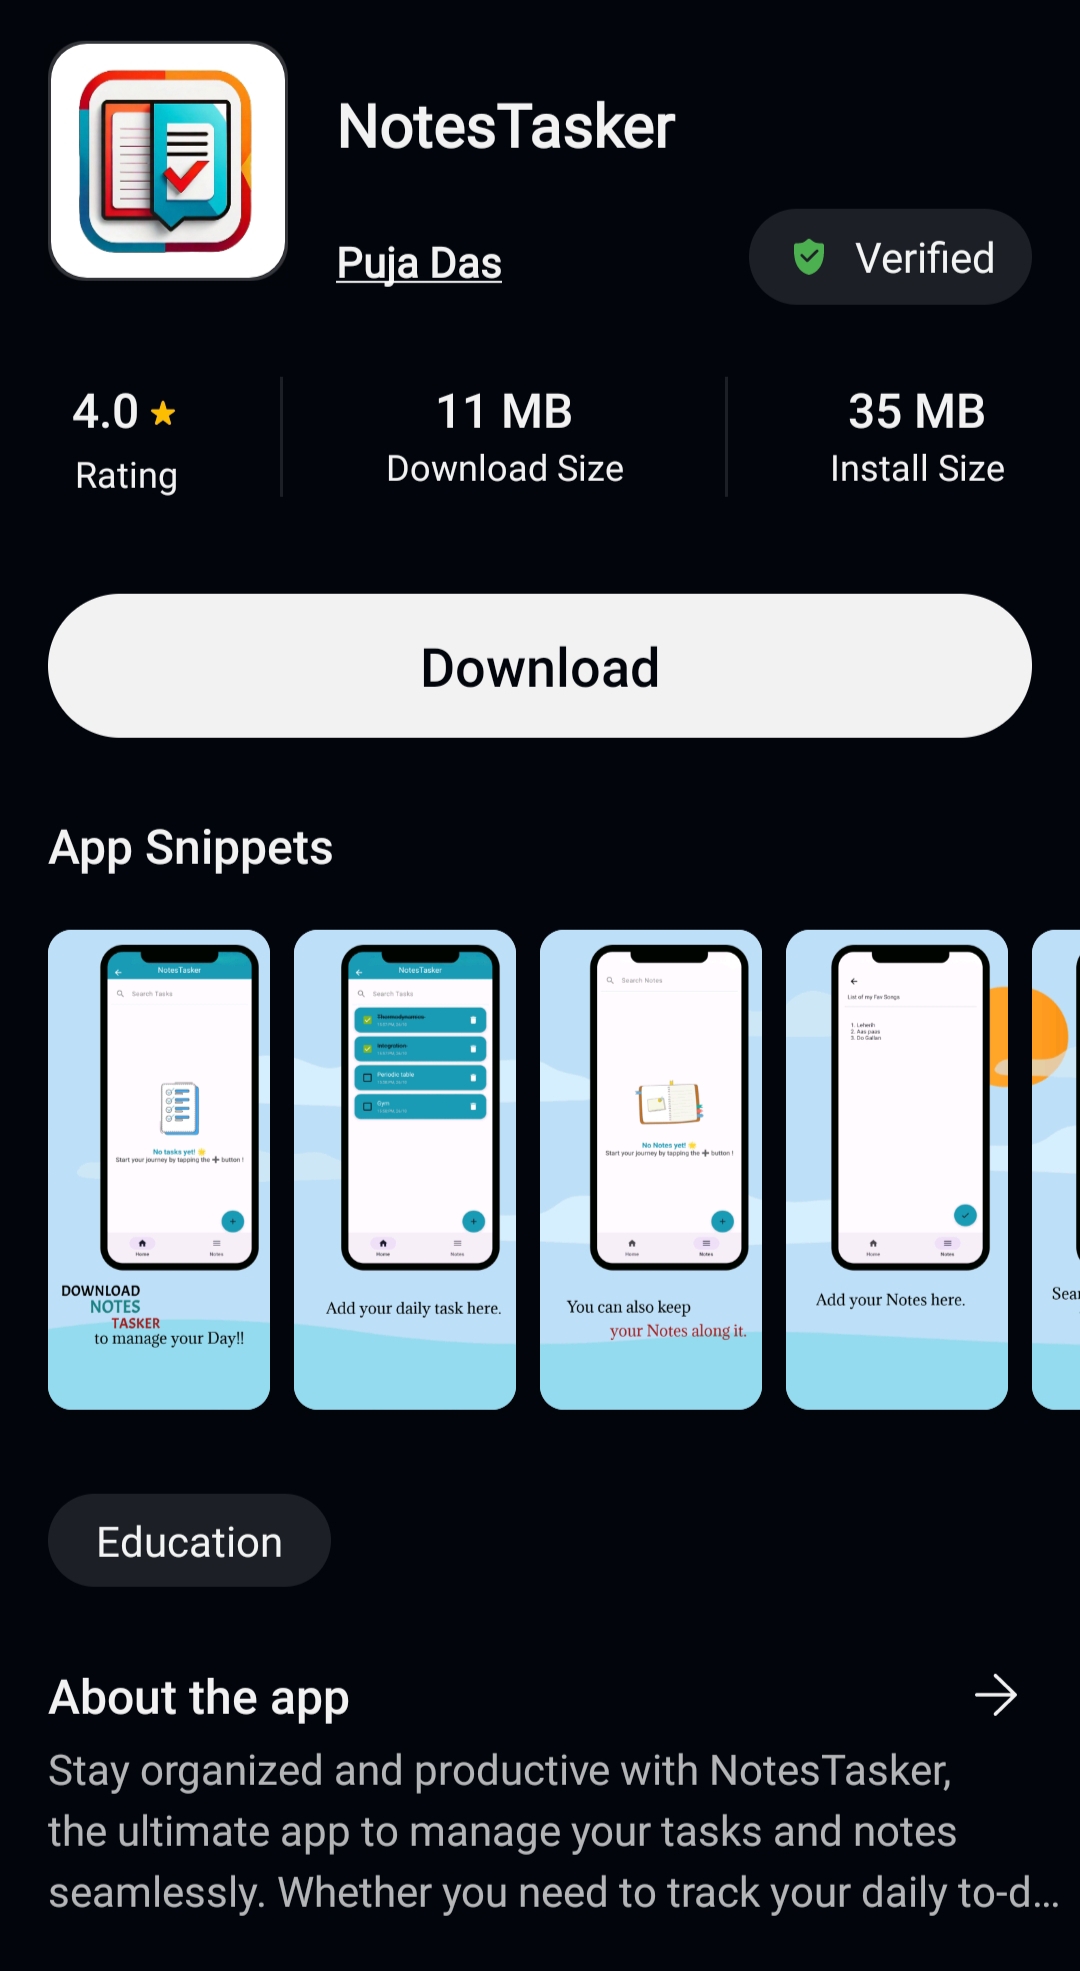 NotesTasker
Puja Das
Verified
4.0
Rating
11 MB
Download Size
35 MB
Install Size
Download
App Snippets
NotesTasker
Search Tasks
No tasks yet!
Start your journey by tapping the + button !
Home
Notes
DOWNLOAD
NOTES
TASKER
to manage your Day!!
NotesTasker
Search Tasks
Thermodynamics
Integration
Periodic table
Gym
Home
Notes
Add your daily task here.
Search Notes
No Notes yet!
Start your journey by tapping the + button !
Home
Notes
You can also keep
your Notes along it.
List of my Fav Songs
1. Leherih
2. Aas paas
3. Do Gallan
Home
Notes
Add your Notes here.
Sear
Education
About the app
Stay organized and productive with NotesTasker,
the ultimate app to manage your tasks and notes
seamlessly. Whether you need to track your daily to-d...